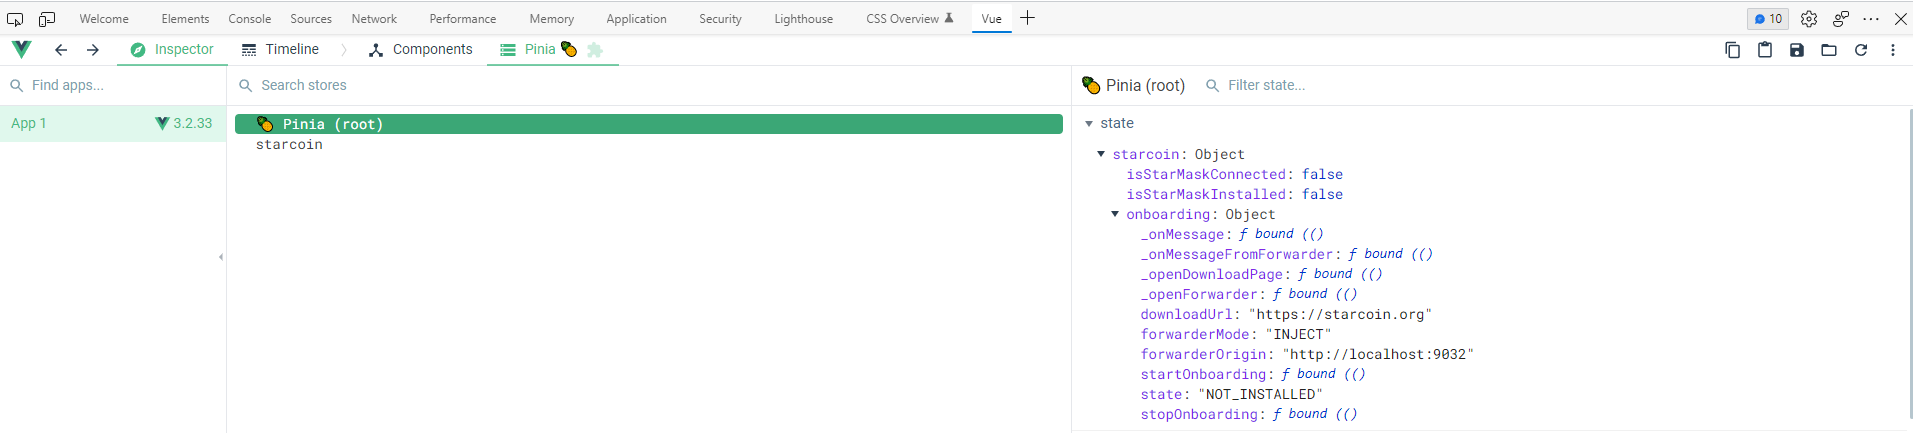 Welcome Elements Console Sources Network Performance Memory Application Security Lighthouse CSS Overview Vue 10
Inspector Timeline Components Pinia
Find apps...
Search stores
Pinia (root)
Filter state...
App 1 3.2.33
Pinia (root)
starcoin
state
starcoin: Object
isStarMaskConnected: false
isStarMaskInstalled: false
onboarding: Object
_onMessage: ƒ bound (()
_onMessageFromForwarder: ƒ bound (()
_openDownloadPage: ƒ bound (()
_openForwarder: ƒ bound (()
downloadUrl: "https://starcoin.org"
forwarderMode: "INJECT"
forwarderOrigin: "http://localhost:9032"
startOnboarding: ƒ bound (()
state: "NOT_INSTALLED"
stopOnboarding: ƒ bound (()